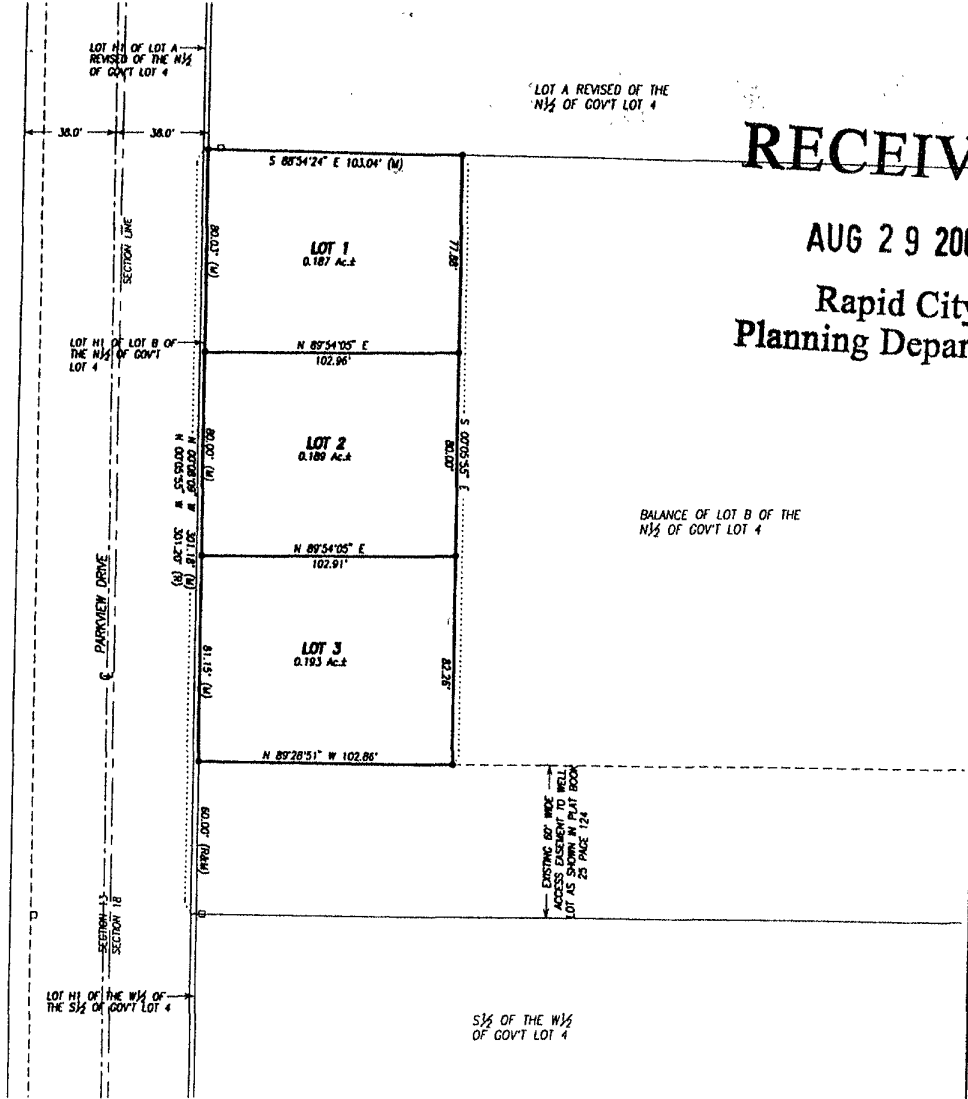 LOT H1 OF LOT A
REVISED OF THE N½
OF GOV'T LOT 4
LOT A REVISED OF THE
N½ OF GOV'T LOT 4
38.0'
38.0'
RECEIV
AUG 29 200
Rapid City
Planning Depar
S 88°54'24" E 103.04' (M)
SECTION LINE
80.03' (M)
LOT 1
0.187 Ac.±
77.88'
LOT H1 OF LOT B OF
THE N½ OF GOV'T
LOT 4
N 89°54'05" E
102.96'
N 00°08'09" W 301.18' (M)
N 00°05'55" W 301.20' (R)
80.00' (M)
LOT 2
0.189 Ac.±
80.00'
S 00°05'55" E
BALANCE OF LOT B OF THE
N½ OF GOV'T LOT 4
N 89°54'05" E
102.91'
PARKVIEW DRIVE
81.15' (M)
LOT 3
0.193 Ac.±
82.26'
N 89°28'51" W 102.86'
60.00' (R&M)
EXISTING 60' WIDE
ACCESS EASEMENT TO WELL
LOT AS SHOWN IN PLAT BOOK
25 PAGE 124
SECTION 13
SECTION 18
LOT H1 OF THE W½ OF
THE S½ OF GOV'T LOT 4
S½ OF THE W½
OF GOV'T LOT 4